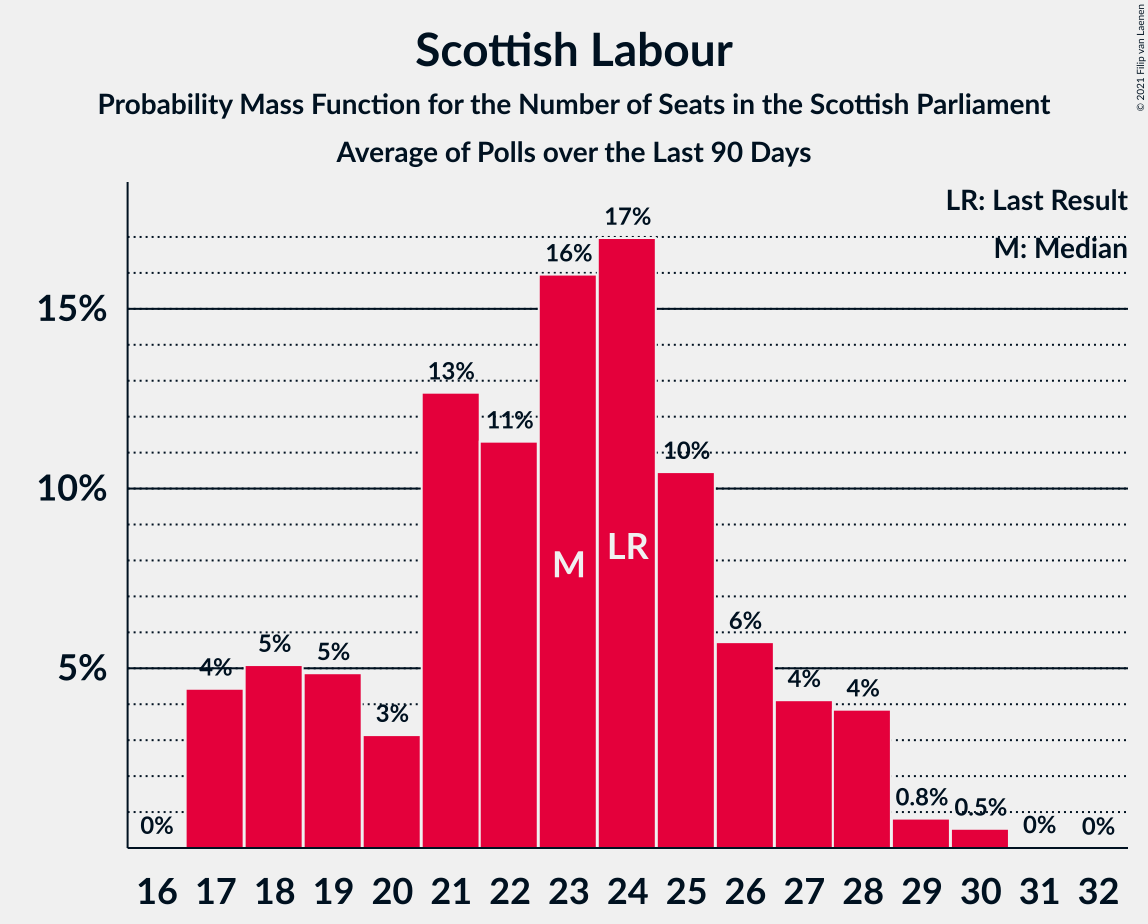 Scottish Labour
Probability Mass Function for the Number of Seats in the Scottish Parliament
Average of Polls over the Last 90 Days
© 2021 Filip van Laenen
LR: Last Result
M: Median
17%
16%
15%
13%
11%
10%
10%
M
LR
6%
5%
5%
5%
4%
4%
4%
3%
0.8%
0.5%
0%
0%
0%
16 17 18 19 20 21 22 23 24 25 26 27 28 29 30 31 32